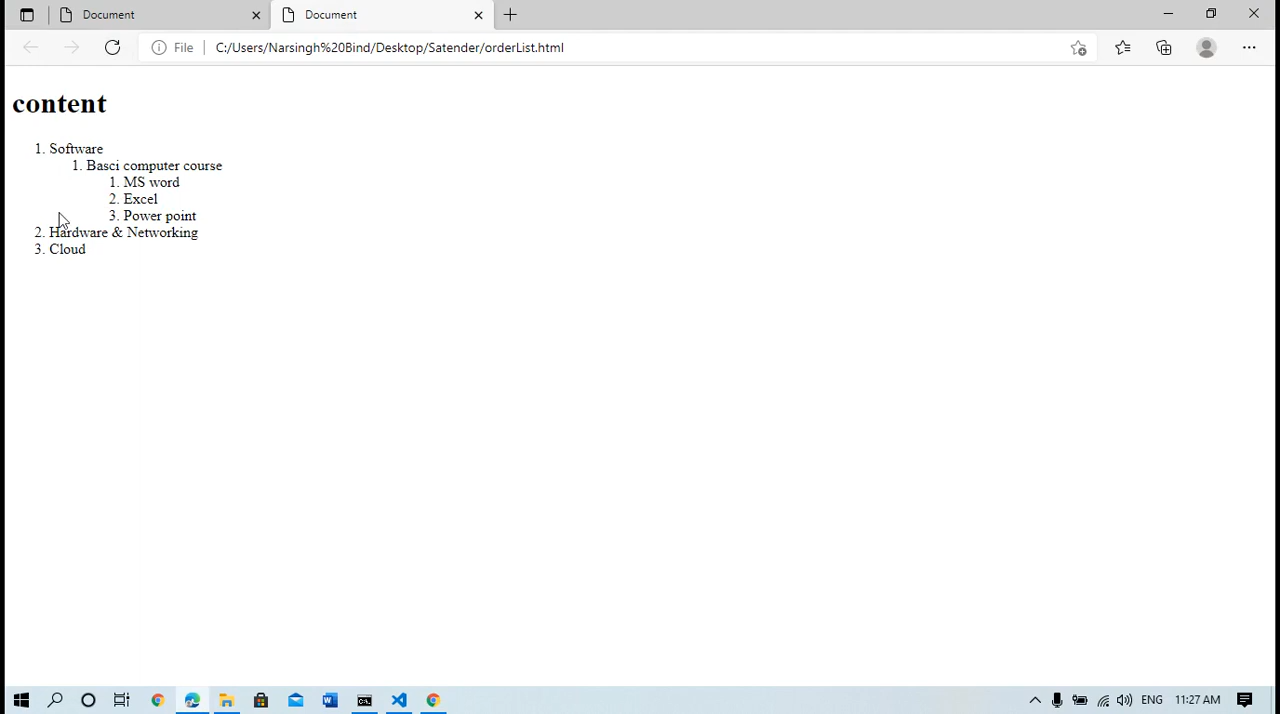 Document
Document
File
C:/Users/Narsingh%20Bind/Desktop/Satender/orderList.html
content
1. Software
1. Basci computer course
1. MS word
2. Excel
3. Power point
2. Hardware & Networking
3. Cloud
ENG
11:27 AM